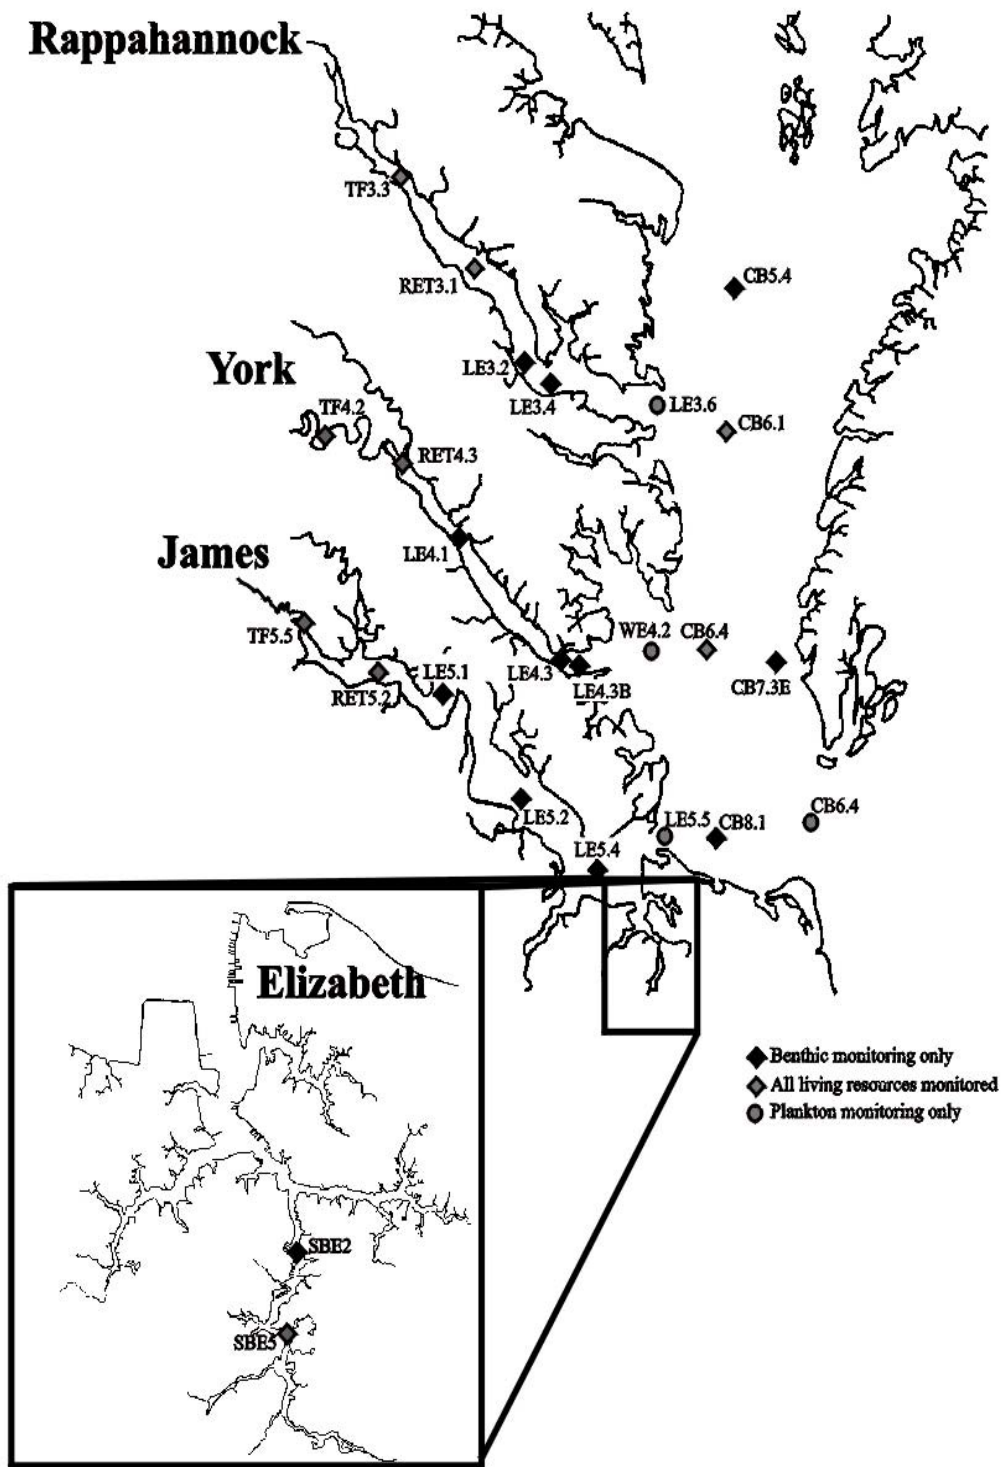 Rappahannock
TF3.3
RET3.1
CB5.4
York
LE3.2
LE3.4
LE3.6
TF4.2
CB6.1
RET4.3
James
LE4.1
TF5.5
WE4.2
CB6.4
RET5.2
LE5.1
LE4.3
LE4.3B
CB7.3E
LE5.2
LE5.5
CB8.1
CB6.4
LE5.4
Elizabeth
Benthic monitoring only
All living resources monitored
Plankton monitoring only
SBE2
SBE5